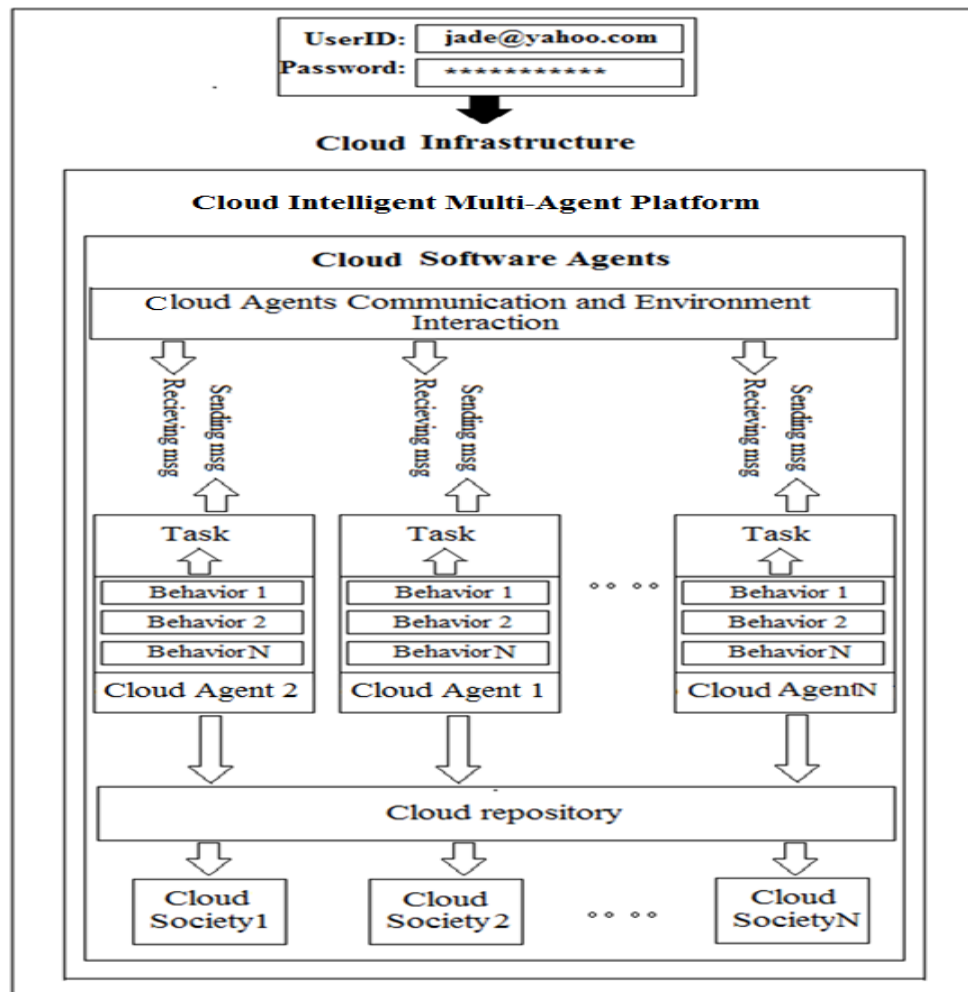 UserID: jade@yahoo.com
Password: ***********
Cloud Infrastructure
Cloud Intelligent Multi-Agent Platform
Cloud Software Agents
Cloud Agents Communication and Environment
Interaction
Recieving msg Sending msg Recieving msg Sending msg Recieving msg Sending msg
Task Task Task
Behavior 1 Behavior 1 Behavior 1
Behavior 2 Behavior 2 Behavior 2
Behavior N Behavior N Behavior N
Cloud Agent 2 Cloud Agent 1 Cloud Agent N
Cloud repository
Cloud Cloud Cloud
Society1 Society 2 SocietyN